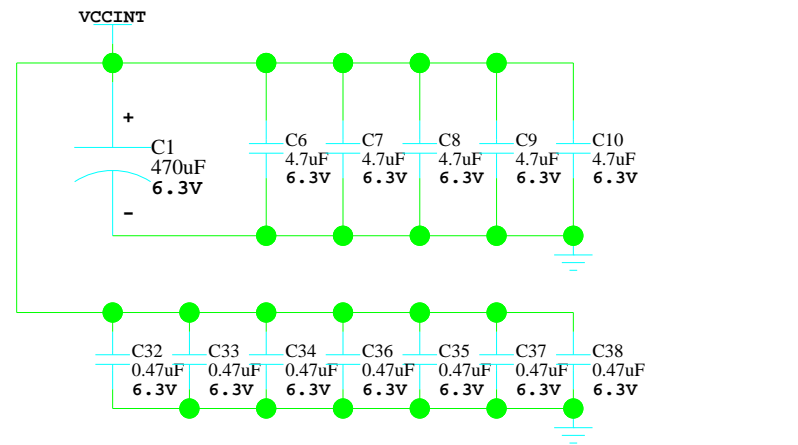 VCCINT
+
C1
470uF
6.3V
-
C6
4.7uF
6.3V
C7
4.7uF
6.3V
C8
4.7uF
6.3V
C9
4.7uF
6.3V
C10
4.7uF
6.3V
C32
0.47uF
6.3V
C33
0.47uF
6.3V
C34
0.47uF
6.3V
C36
0.47uF
6.3V
C35
0.47uF
6.3V
C37
0.47uF
6.3V
C38
0.47uF
6.3V